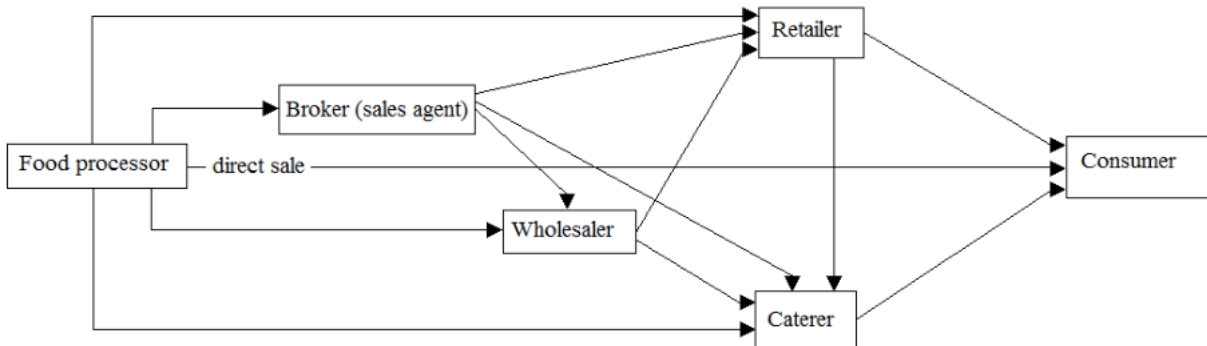 Retailer
Broker (sales agent)
Food processor
direct sale
Consumer
Wholesaler
Caterer